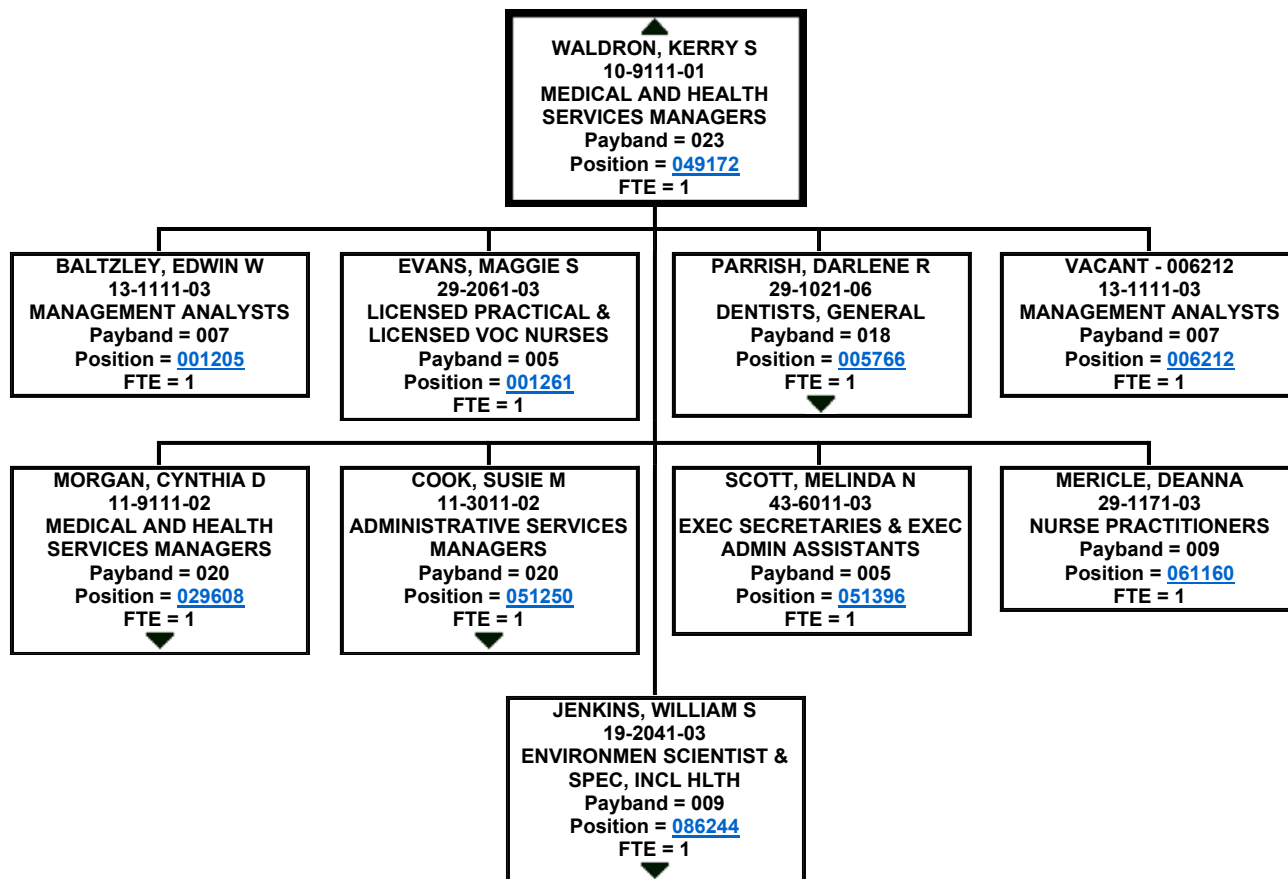 WALDRON, KERRY S
10-9111-01
MEDICAL AND HEALTH
SERVICES MANAGERS
Payband = 023
Position = 049172
FTE = 1
BALTZLEY, EDWIN W
13-1111-03
MANAGEMENT ANALYSTS
Payband = 007
Position = 001205
FTE = 1
EVANS, MAGGIE S
29-2061-03
LICENSED PRACTICAL &
LICENSED VOC NURSES
Payband = 005
Position = 001261
FTE = 1
PARRISH, DARLENE R
29-1021-06
DENTISTS, GENERAL
Payband = 018
Position = 005766
FTE = 1
VACANT - 006212
13-1111-03
MANAGEMENT ANALYSTS
Payband = 007
Position = 006212
FTE = 1
MORGAN, CYNTHIA D
11-9111-02
MEDICAL AND HEALTH
SERVICES MANAGERS
Payband = 020
Position = 029608
FTE = 1
COOK, SUSIE M
11-3011-02
ADMINISTRATIVE SERVICES
MANAGERS
Payband = 020
Position = 051250
FTE = 1
SCOTT, MELINDA N
43-6011-03
EXEC SECRETARIES & EXEC
ADMIN ASSISTANTS
Payband = 005
Position = 051396
FTE = 1
MERICLE, DEANNA
29-1171-03
NURSE PRACTITIONERS
Payband = 009
Position = 061160
FTE = 1
JENKINS, WILLIAM S
19-2041-03
ENVIRONMEN SCIENTIST &
SPEC, INCL HLTH
Payband = 009
Position = 086244
FTE = 1